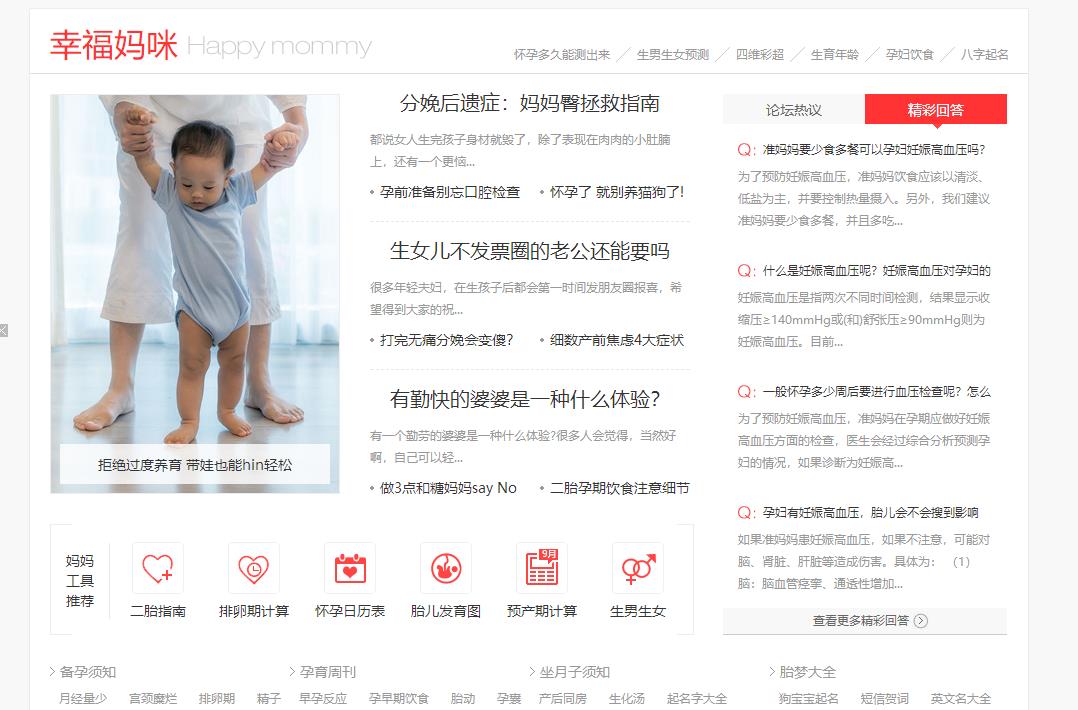 幸福妈咪 Happy mommy
怀孕多久能测出来 ╱ 生男生女预测 ╱ 四维彩超 ╱ 生育年龄 ╱ 孕妇饮食 ╱ 八字起名
拒绝过度养育 带娃也能hin轻松
分娩后遗症：妈妈臀拯救指南
都说女人生完孩子身材就毁了，除了表现在肉肉的小肚腩
上，还有一个更恼...
• 孕前准备别忘口腔检查 • 怀孕了 就别养猫狗了!
生女儿不发票圈的老公还能要吗
很多年轻夫妇，在生孩子后都会第一时间发朋友圈报喜，希
望得到大家的祝...
• 打完无痛分娩会变傻? • 细数产前焦虑4大症状
有勤快的婆婆是一种什么体验?
有一个勤劳的婆婆是一种什么体验?很多人会觉得，当然好
啊，自己可以轻...
• 做3点和糖妈妈say No • 二胎孕期饮食注意细节
论坛热议 精彩回答
Q: 准妈妈要少食多餐可以孕妇妊娠高血压吗?
为了预防妊娠高血压，准妈妈饮食应该以清淡、
低盐为主，并要控制热量摄入。另外，我们建议
准妈妈要少食多餐，并且多吃...
Q: 什么是妊娠高血压呢? 妊娠高血压对孕妇的
妊娠高血压是指两次不同时间检测，结果显示收
缩压≥140mmHg或(和)舒张压≥90mmHg则为
妊娠高血压。目前...
Q: 一般怀孕多少周后要进行血压检查呢? 怎么
为了预防妊娠高血压，准妈妈在孕期应做好妊娠
高血压方面的检查，医生会经过综合分析预测孕
妇的情况，如果诊断为妊娠高...
Q: 孕妇有妊娠高血压，胎儿会不会搜到影响
如果准妈妈患妊娠高血压，如果不注意，可能对
脑、肾脏、肝脏等造成伤害。具体为： （1）
脑：脑血管痉挛、通透性增加...
查看更多精彩回答
妈妈
工具
推荐
9月
二胎指南 排卵期计算 怀孕日历表 胎儿发育图 预产期计算 生男生女
备孕须知 孕育周刊 坐月子须知 胎梦大全
月经量少 宫颈糜烂 排卵期 精子 早孕反应 孕早期饮食 胎动 孕囊 产后同房 生化汤 起名字大全 狗宝宝起名 短信贺词 英文名大全